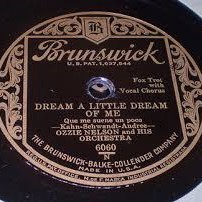 B
Brunswick
U.S. PAT. 1,637,544
Fox Trot
with
Vocal Chorus
DREAM A LITTLE DREAM
OF ME
Que me suene un poco
—Kahn-Schwandt-Andree—
OZZIE NELSON and HIS
ORCHESTRA
6060
N
THE BRUNSWICK-BALKE-COLLENDER COMPANY
MADE IN U.S.A.